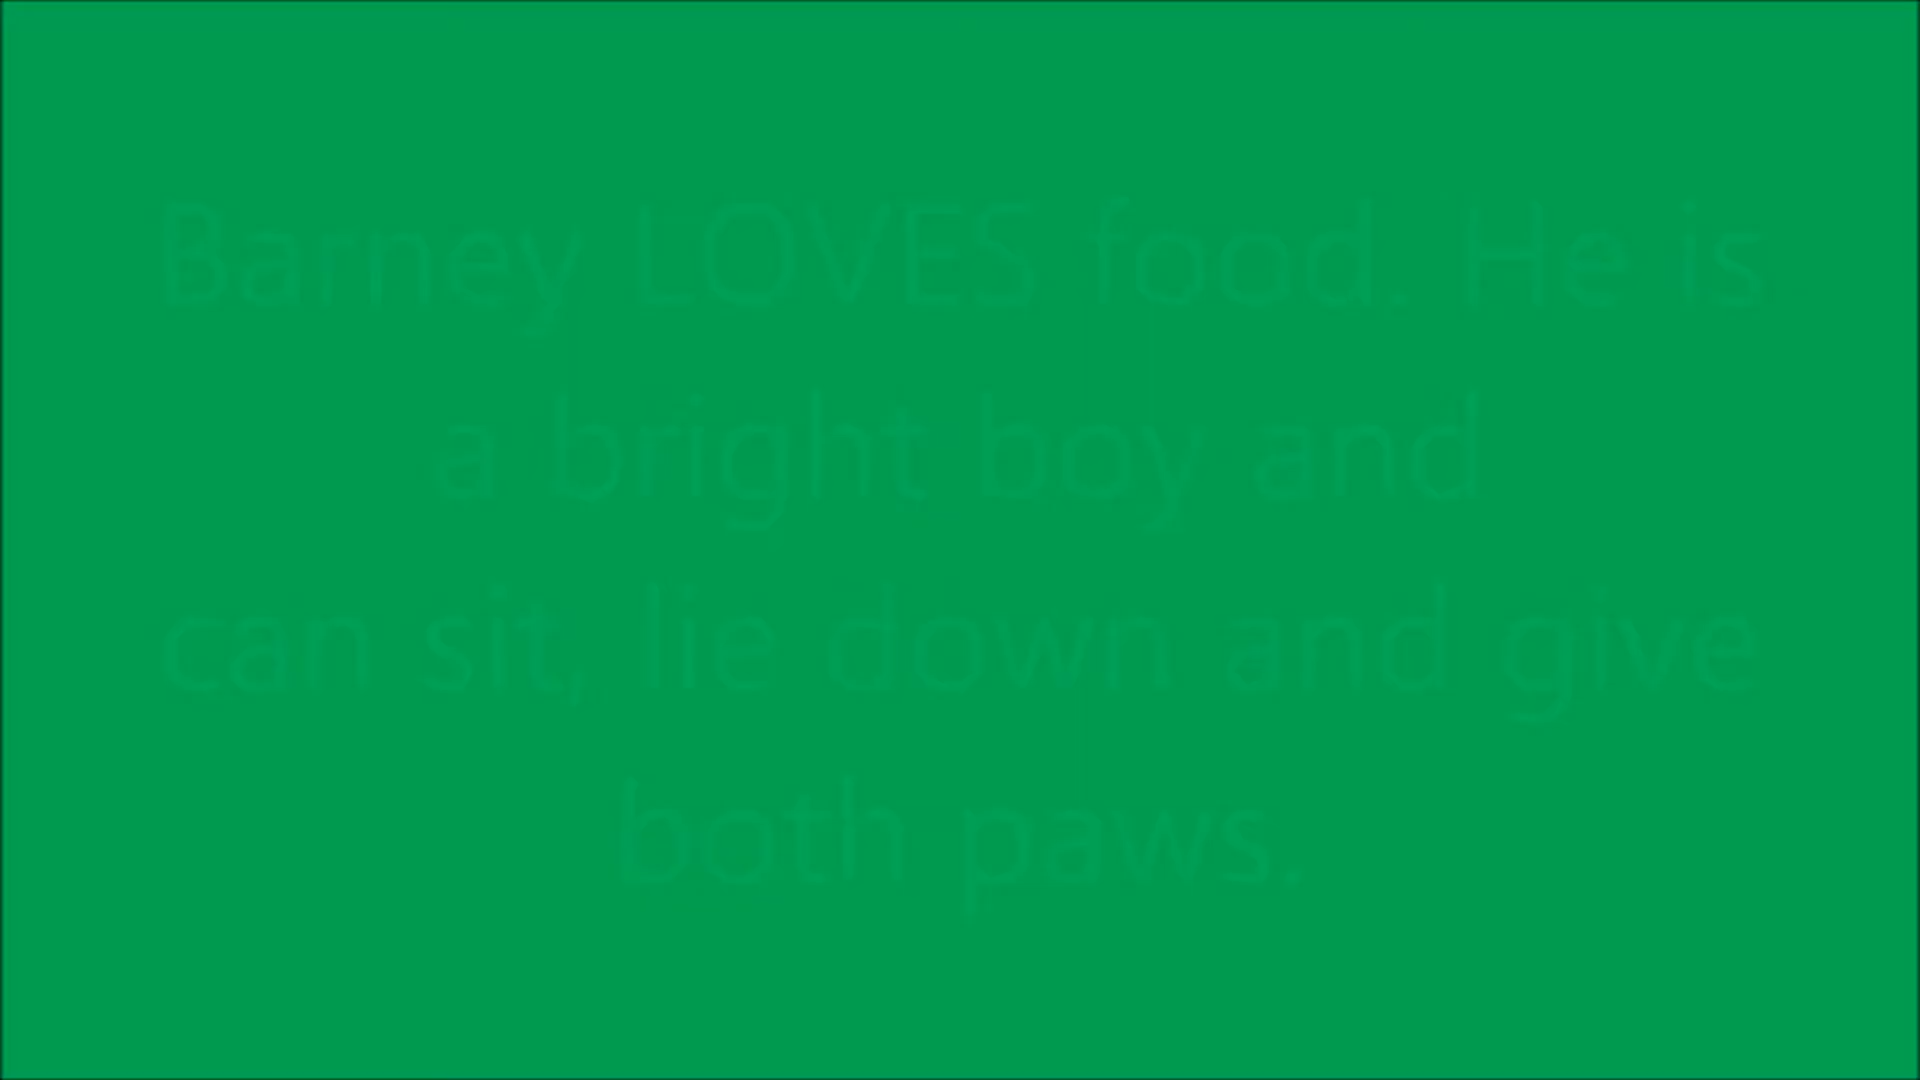 Barney LOVES food. He is
a bright boy and
can sit, lie down and give
both paws.